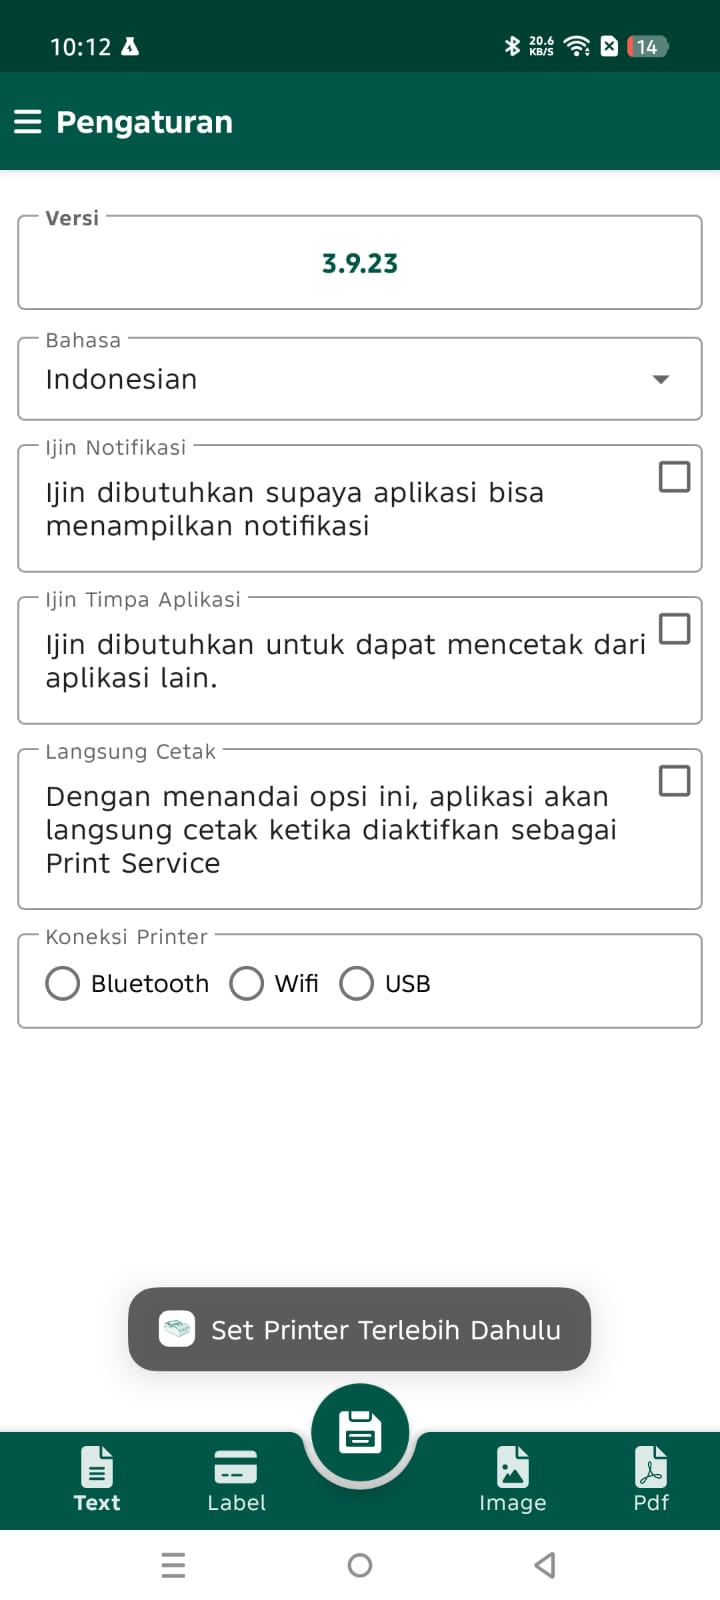 10:12
20.6
KB/S
14
Pengaturan
Versi
3.9.23
Bahasa
Indonesian
Ijin Notifikasi
Ijin dibutuhkan supaya aplikasi bisa
menampilkan notifikasi
Ijin Timpa Aplikasi
Ijin dibutuhkan untuk dapat mencetak dari
aplikasi lain.
Langsung Cetak
Dengan menandai opsi ini, aplikasi akan
langsung cetak ketika diaktifkan sebagai
Print Service
Koneksi Printer
Bluetooth Wifi USB
Set Printer Terlebih Dahulu
Text Label Image Pdf